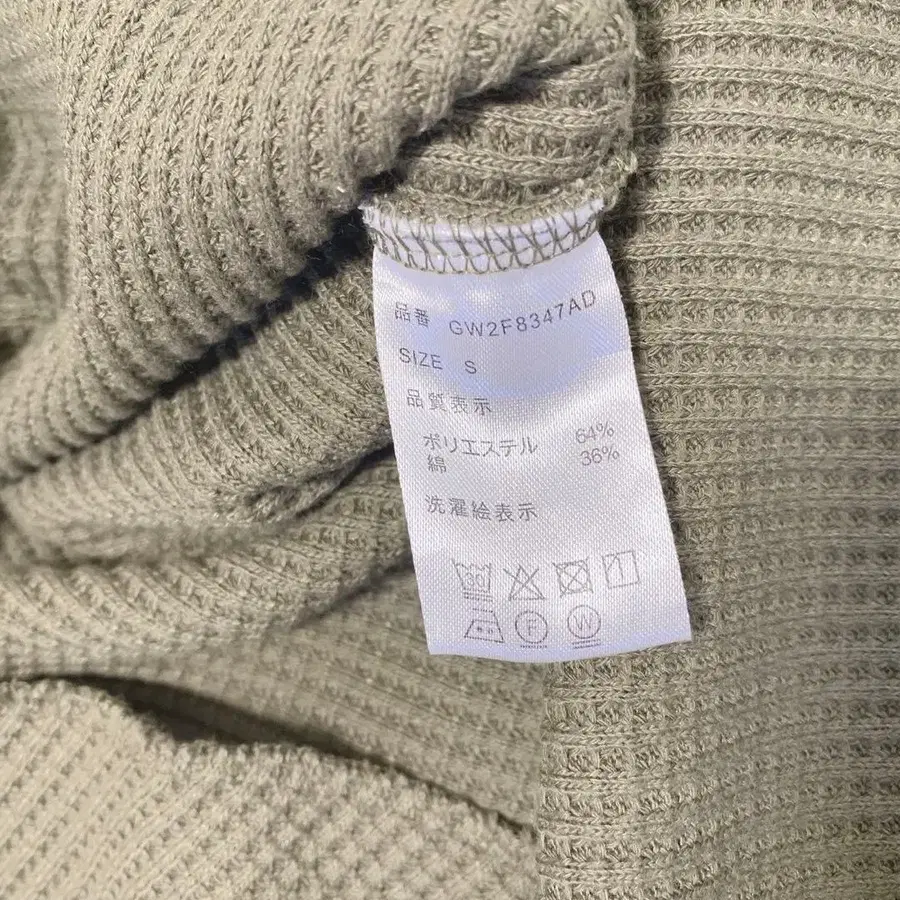 品番 GW2F8347AD
SIZE S
品質表示
ポリエステル 64%
綿 36%
洗濯絵表示
30
F W